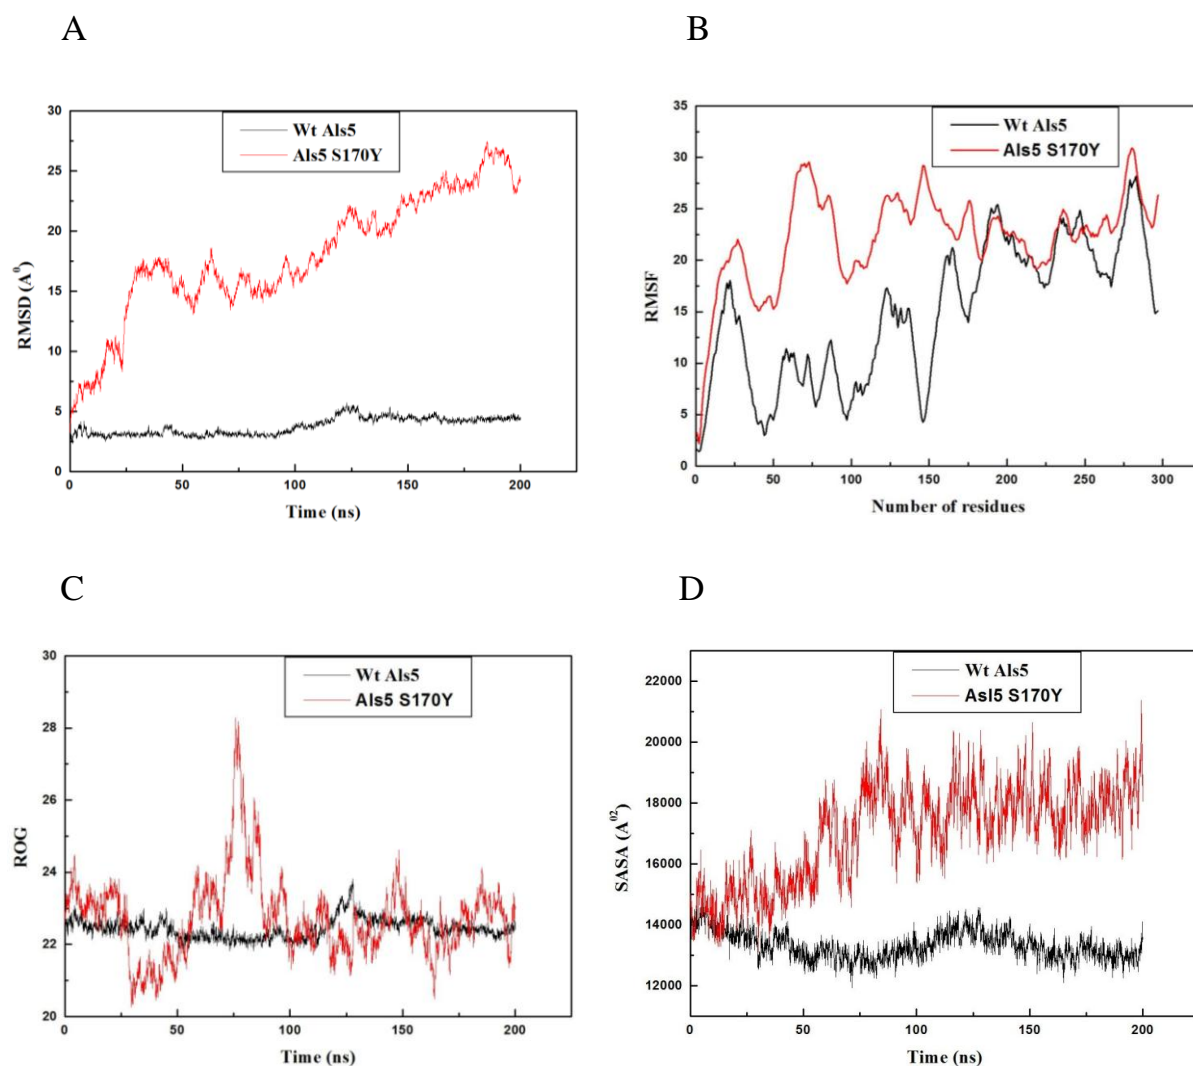 A
B
30
25
20
15
10
5
0
RMSD (A⁰)
Wt Als5
Als5 S170Y
0
50
100
150
200
Time (ns)
35
30
25
20
15
10
5
0
RMSF
Wt Als5
Als5 S170Y
0
50
100
150
200
250
300
Number of residues
C
D
30
28
26
24
22
20
ROG
Wt Als5
Als5 S170Y
0
50
100
150
200
Time (ns)
22000
20000
18000
16000
14000
12000
SASA (A⁰²)
Wt Als5
Asl5 S170Y
0
50
100
150
200
Time (ns)